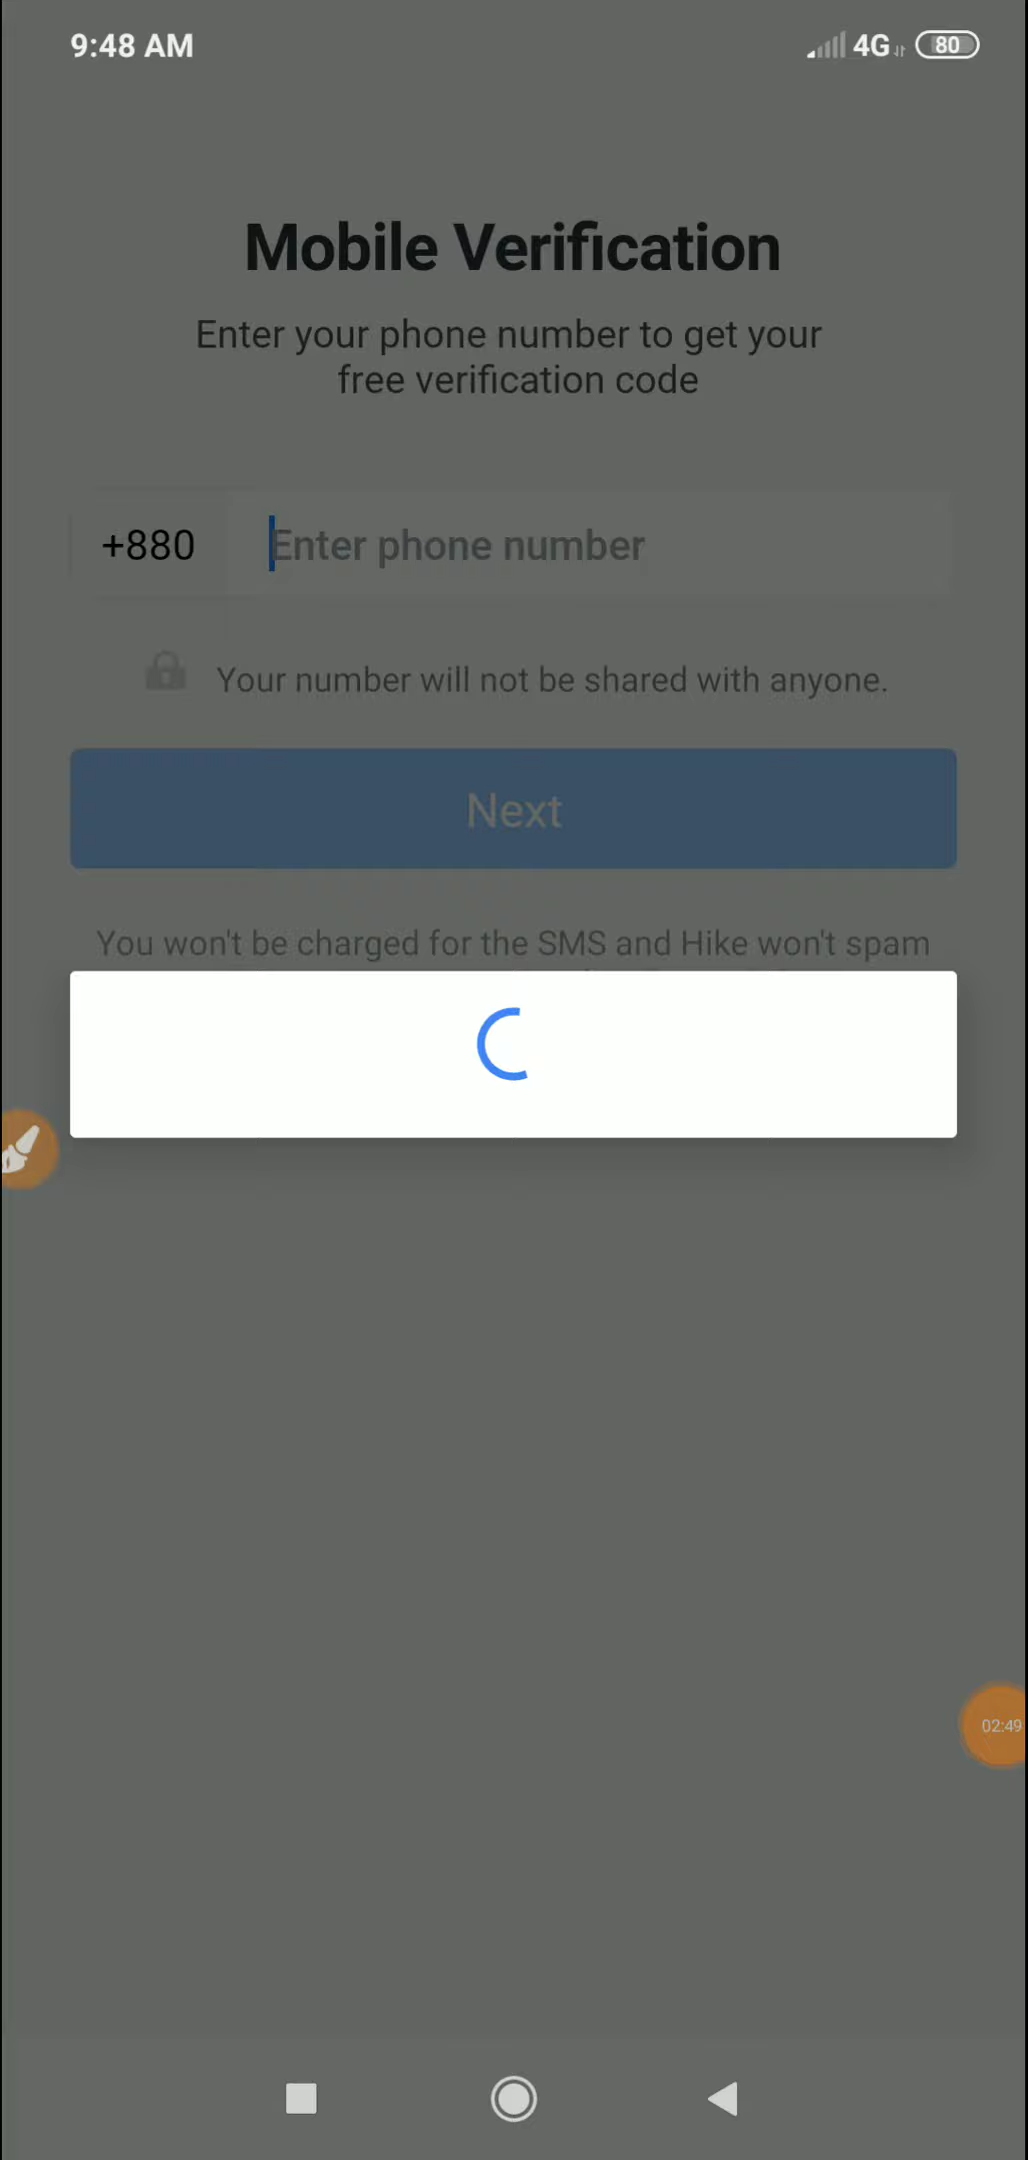 9:48 AM
4G
80
Mobile Verification
Enter your phone number to get your
free verification code
+880
Enter phone number
Your number will not be shared with anyone.
Next
You won't be charged for the SMS and Hike won't spam
02:49